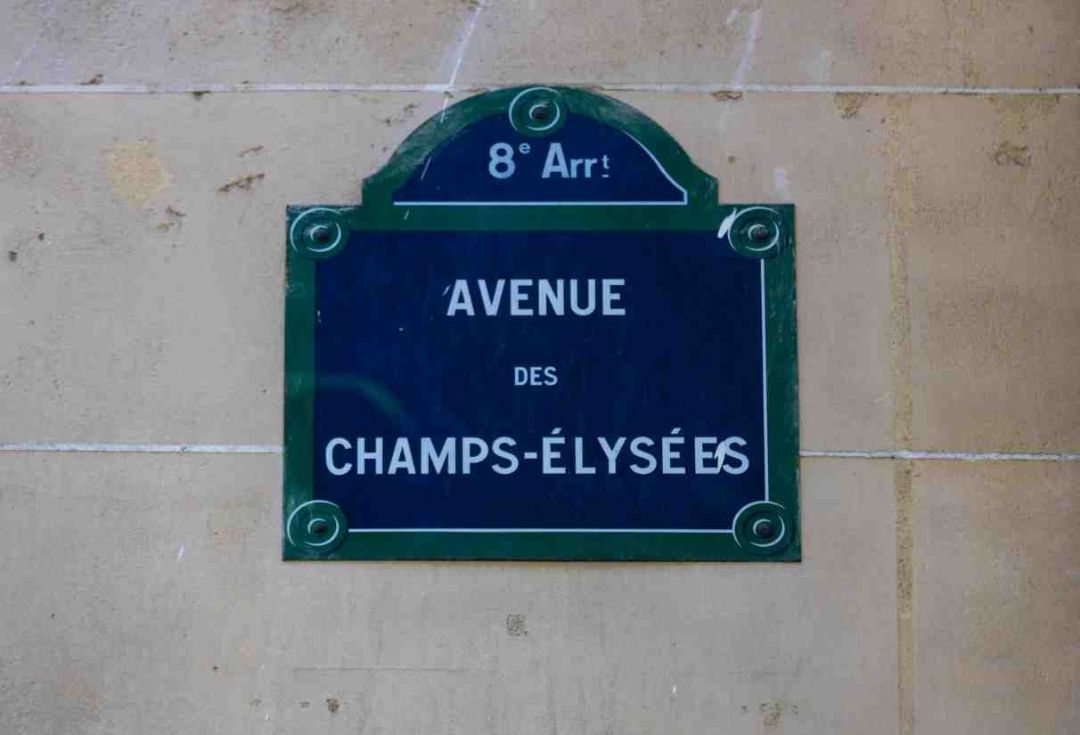 8e Arrt
AVENUE
DES
CHAMPS-ÉLYSÉES